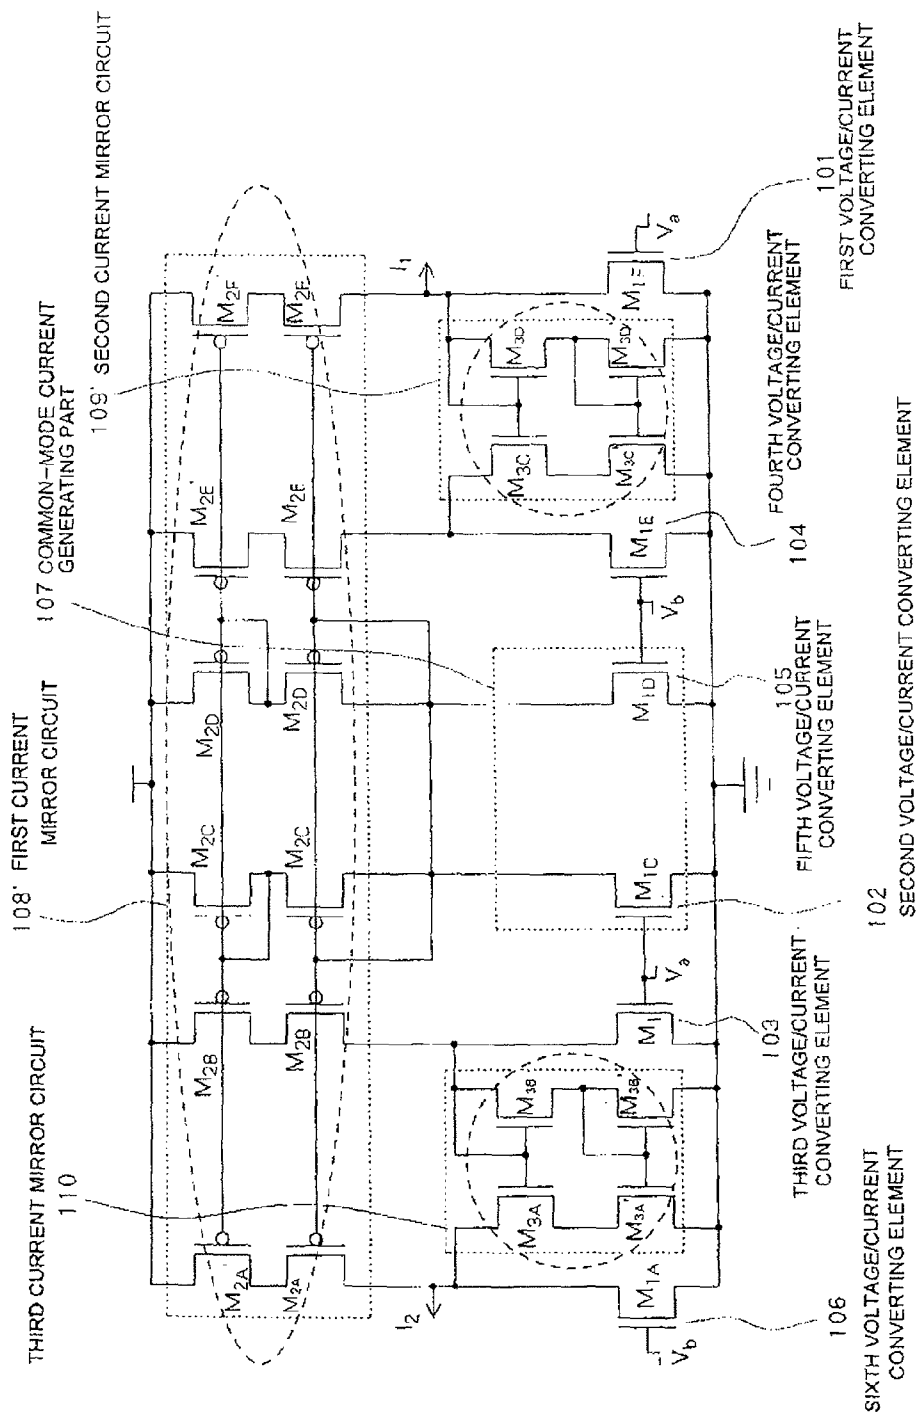 THIRD CURRENT MIRROR CIRCUIT
110
108' FIRST CURRENT
MIRROR CIRCUIT
107 COMMON-MODE CURRENT
GENERATING PART
109' SECOND CURRENT MIRROR CIRCUIT
M2A
M2A
M2B
M2B
M2C
M2C
M2D
M2D
M2E
M2E
M2F
M2F
I2
I1
M3A
M3A
M3B
M3B
M3C
M3C
M3D
M3D
M1A
Vb
M1
Va
M1C
M1D
Vb
M1E
M1F
Va
106
SIXTH VOLTAGE/CURRENT
CONVERTING ELEMENT
103
THIRD VOLTAGE/CURRENT
CONVERTING ELEMENT
102
SECOND VOLTAGE/CURRENT CONVERTING ELEMENT
105
FIFTH VOLTAGE/CURRENT
CONVERTING ELEMENT
104
FOURTH VOLTAGE/CURRENT
CONVERTING ELEMENT
101
FIRST VOLTAGE/CURRENT
CONVERTING ELEMENT